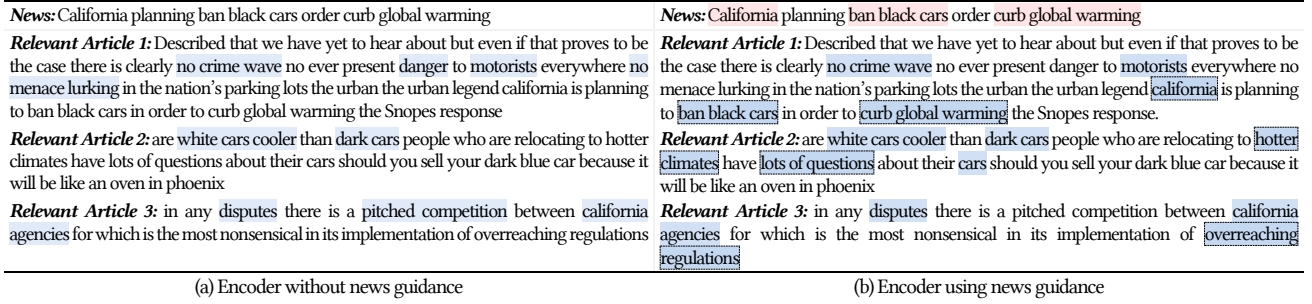 News: California planning ban black cars order curb global warming
Relevant Article 1: Described that we have yet to hear about but even if that proves to be
the case there is clearly no crime wave no ever present danger to motorists everywhere no
menace lurking in the nation's parking lots the urban the urban legend california is planning
to ban black cars in order to curb global warming the Snopes response
Relevant Article 2: are white cars cooler than dark cars people who are relocating to hotter
climates have lots of questions about their cars should you sell your dark blue car because it
will be like an oven in phoenix
Relevant Article 3: in any disputes there is a pitched competition between california
agencies for which is the most nonsensical in its implementation of overreaching regulations
(a) Encoder without news guidance
News: California planning ban black cars order curb global warming
Relevant Article 1: Described that we have yet to hear about but even if that proves to be
the case there is clearly no crime wave no ever present danger to motorists everywhere no
menace lurking in the nation's parking lots the urban the urban legend california is planning
to ban black cars in order to curb global warming the Snopes response.
Relevant Article 2: are white cars cooler than dark cars people who are relocating to hotter
climates have lots of questions about their cars should you sell your dark blue car because it
will be like an oven in phoenix
Relevant Article 3: in any disputes there is a pitched competition between california
agencies for which is the most nonsensical in its implementation of overreaching
regulations
(b) Encoder using news guidance